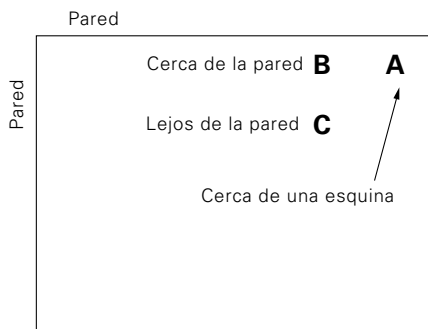 Pared
Pared
Cerca de la pared B A
Lejos de la pared C
Cerca de una esquina